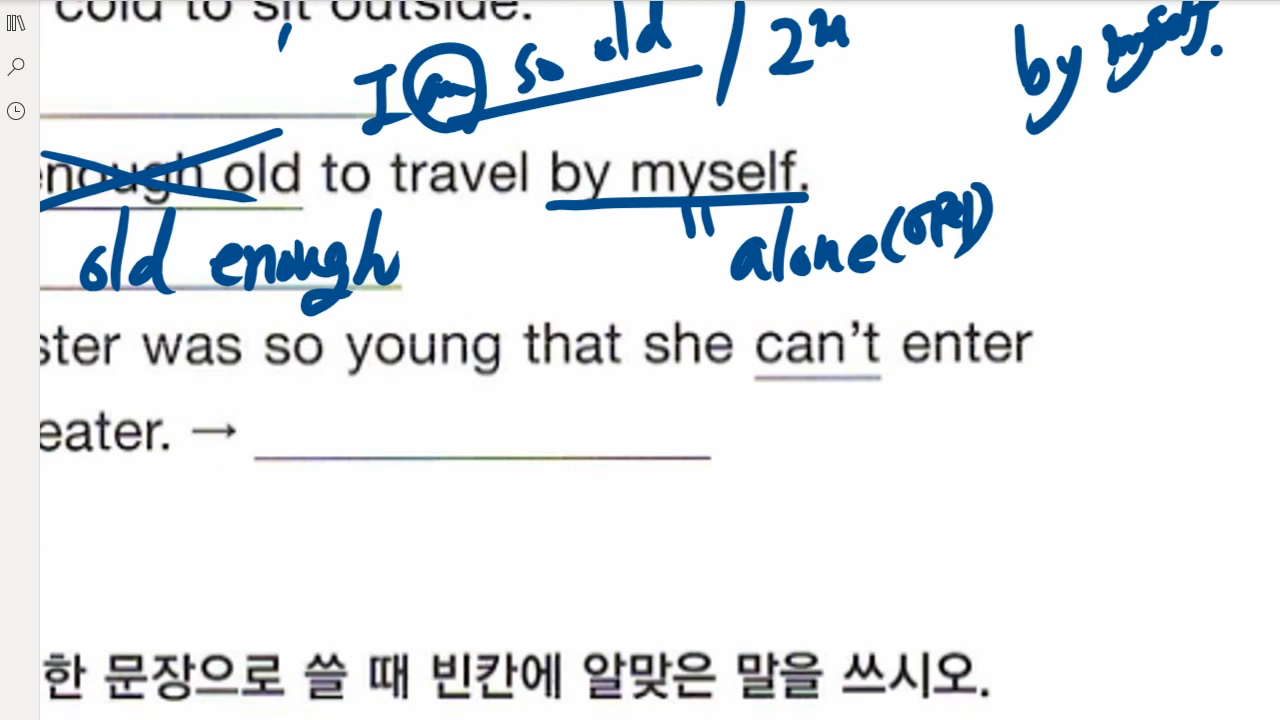 cold to sit outside.
I am so old / 2
by myself.
enough old to travel by myself.
old enough
" alone
ster was so young that she can't enter
eater. →
한 문장으로 쓸 때 빈칸에 알맞은 말을 쓰시오.